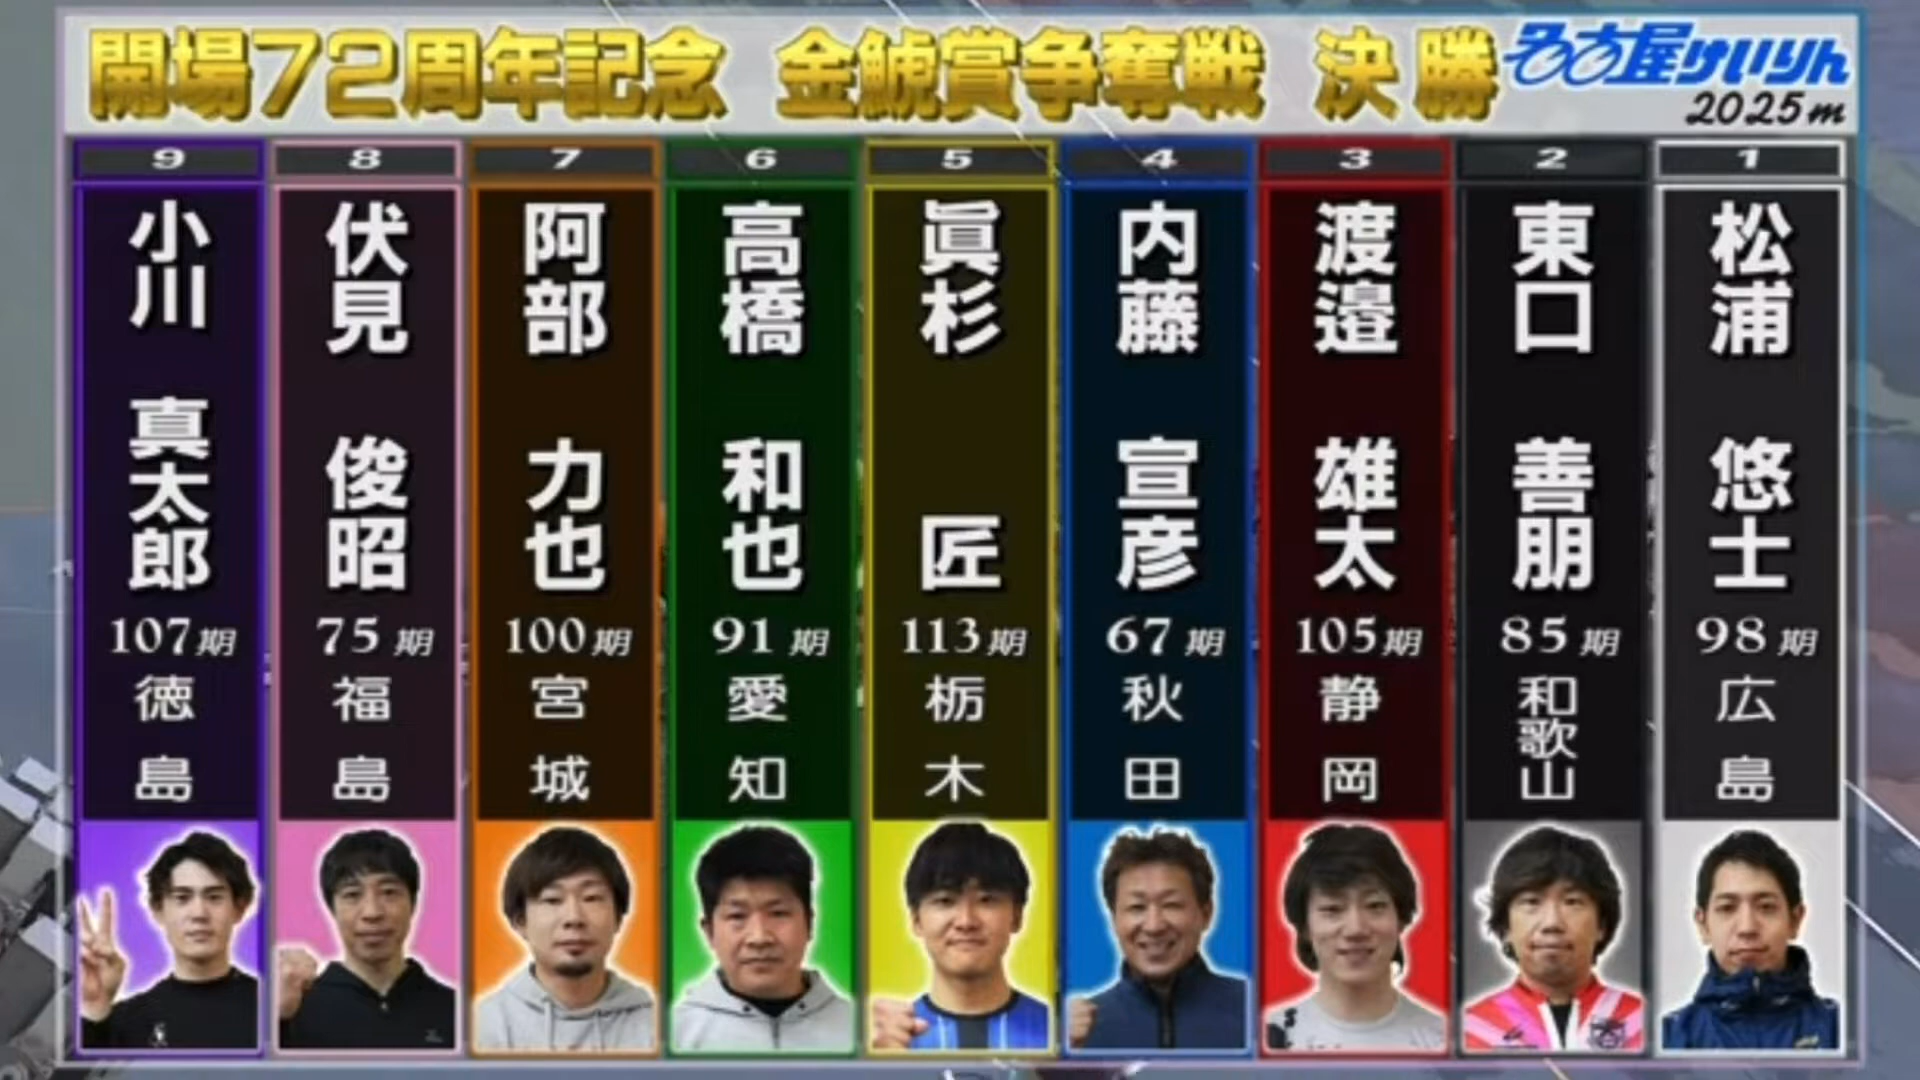 開場72周年記念 金鯱賞争奪戦 決勝
名古屋けいりん
2025m
1
松浦 悠士
98期
広島
2
東口 善朋
85期
和歌山
3
渡邉 雄太
105期
静岡
4
内藤 宣彦
67期
秋田
5
眞杉 匠
113期
栃木
6
高橋 和也
91期
愛知
7
阿部 力也
100期
宮城
8
伏見 俊昭
75期
福島
9
小川 真太郎
107期
徳島